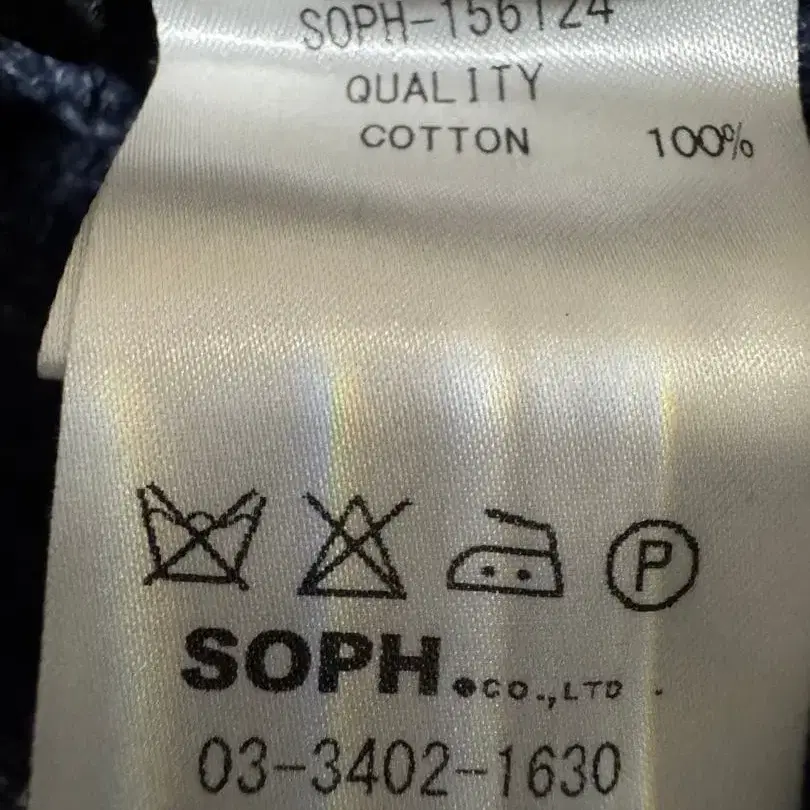 SOPH-156124
QUALITY
COTTON 100%
P
SOPH.CO.,LTD.
03-3402-1630